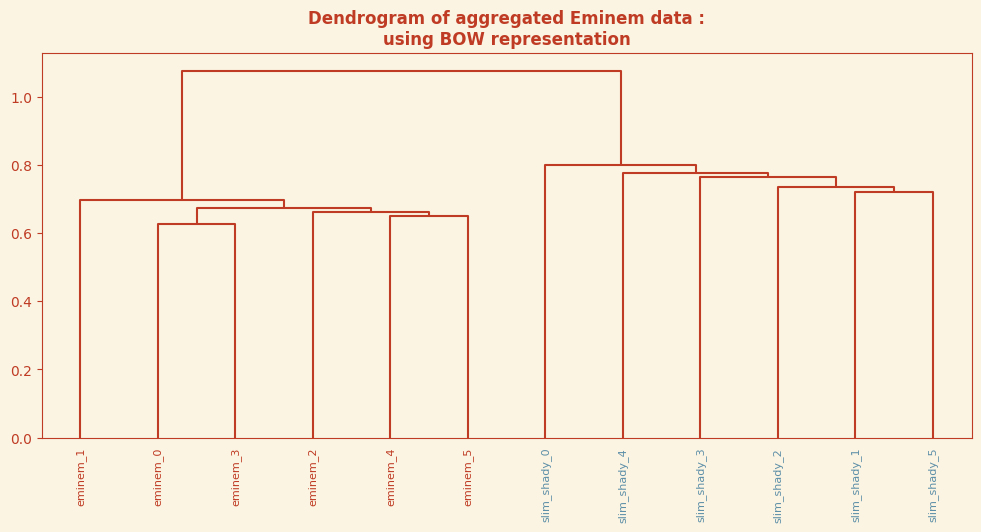 Dendrogram of aggregated Eminem data :
using BOW representation
1.0
0.8
0.6
0.4
0.2
0.0
eminem_1
eminem_0
eminem_3
eminem_2
eminem_4
eminem_5
slim_shady_0
slim_shady_4
slim_shady_3
slim_shady_2
slim_shady_1
slim_shady_5